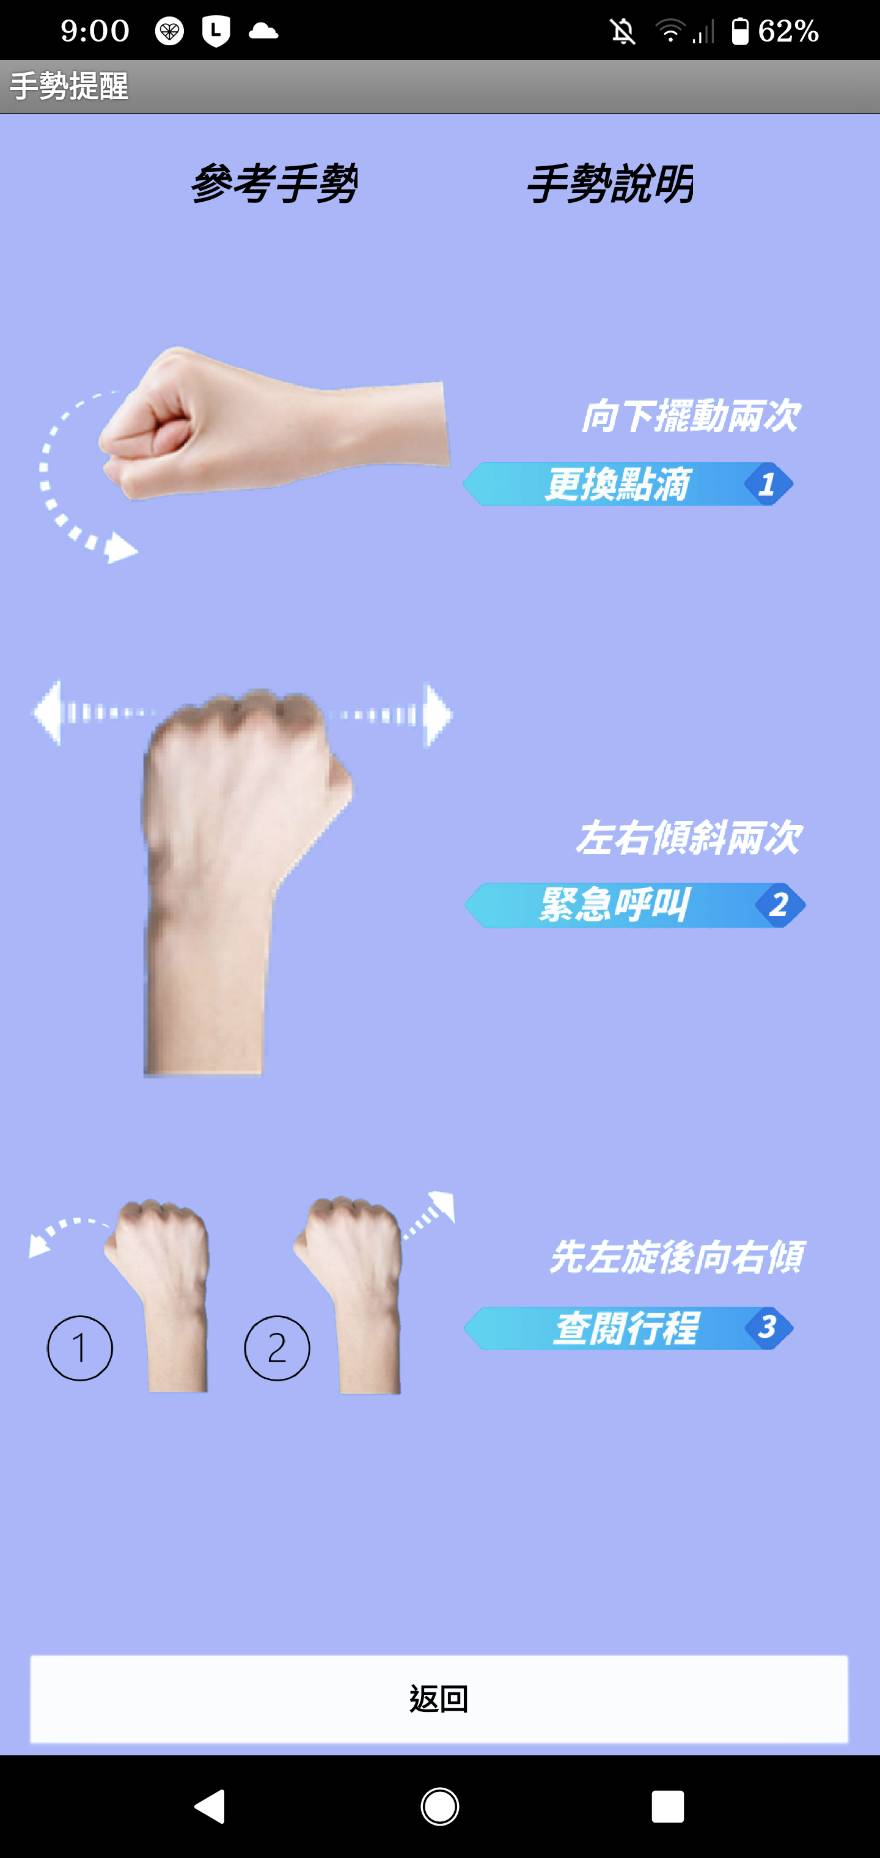 9:00 L 62%
手勢提醒
參考手勢 手勢說明
向下擺動兩次
更換點滴 1
左右傾斜兩次
緊急呼叫 2
先左旋後向右傾
查閱行程 3
1 2
返回